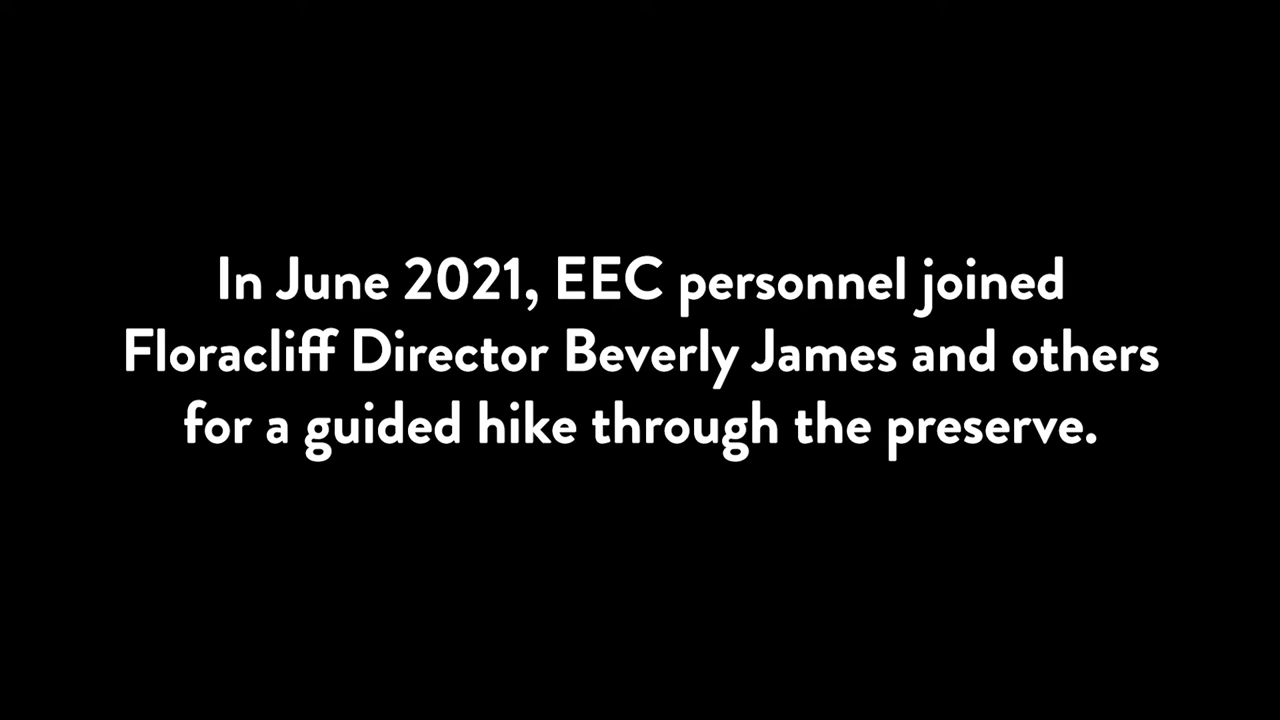 In June 2021, EEC personnel joined
Floracliff Director Beverly James and others
for a guided hike through the preserve.